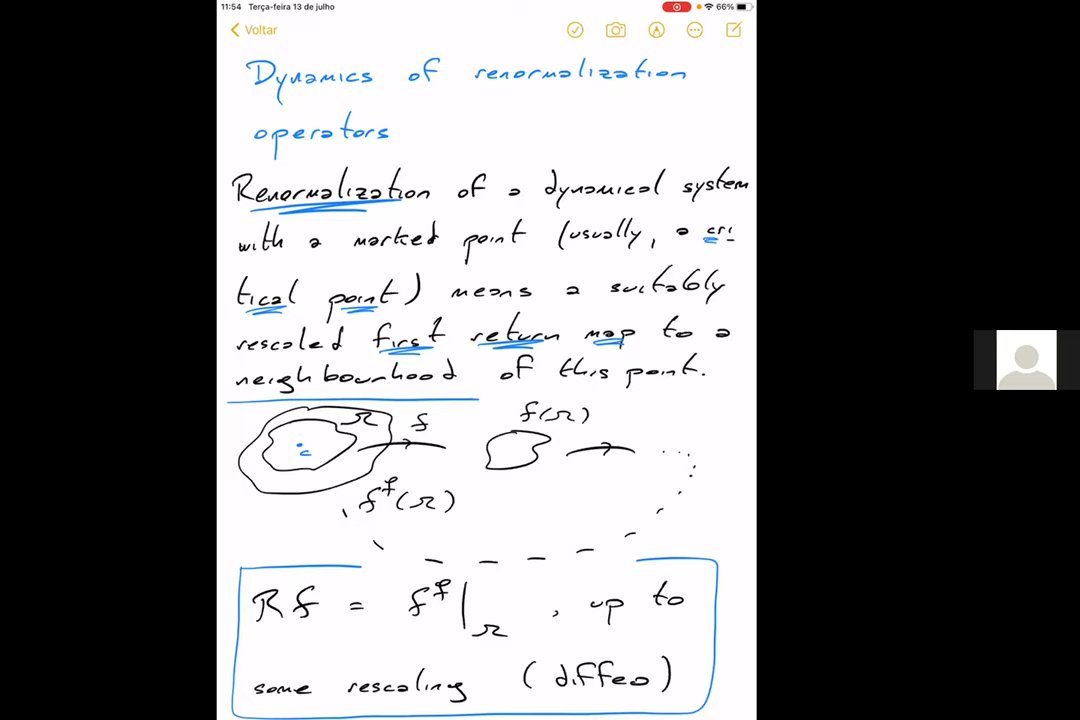 11:54 Terça-feira 13 de julho 66%
Voltar
Dynamics of renormalization
operators
Renormalization of a dynamical system
with a marked point (usually, a cri-
tical point) means a suitably
rescaled first return map to a
neighbourhood of this point.
Ω f f(Ω)
c
f^q(Ω)
Rf = f^q|_Ω , up to
some rescaling (diffeo)